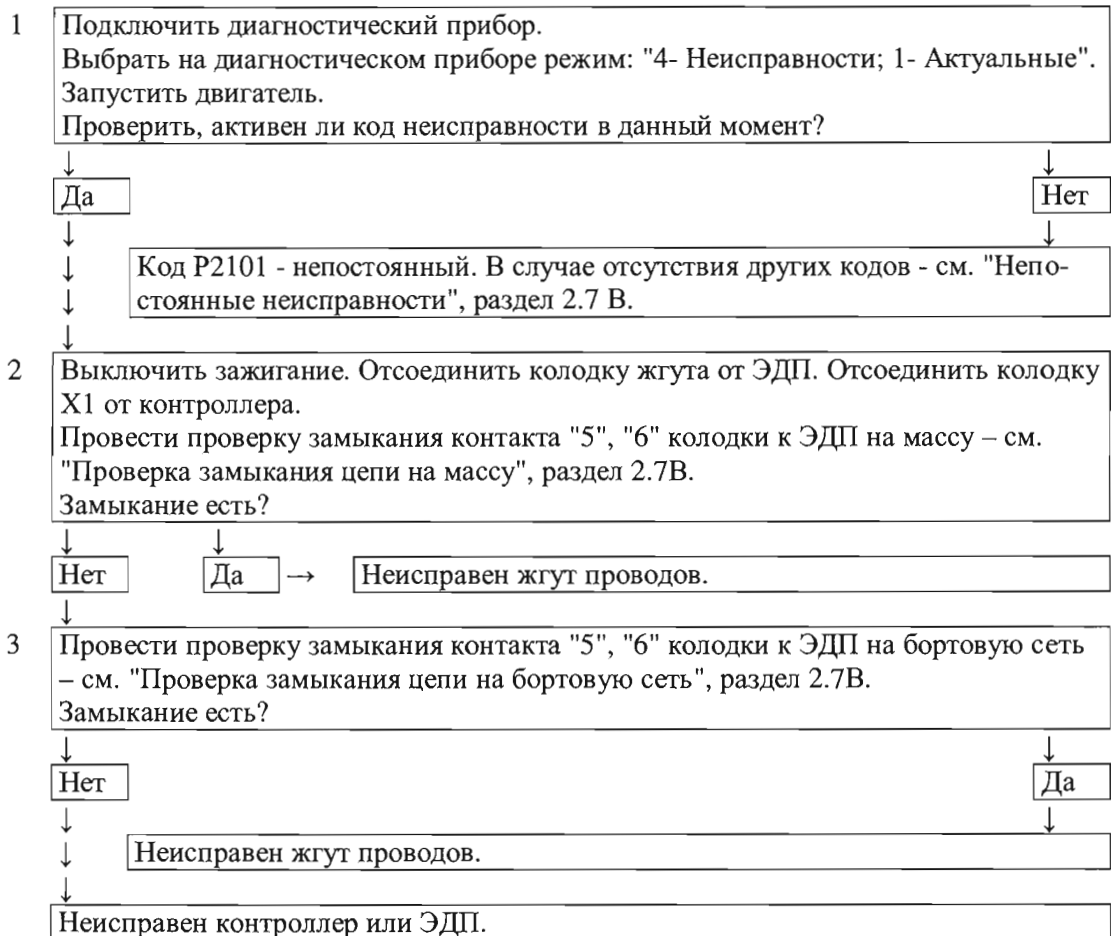 1
Подключить диагностический прибор.
Выбрать на диагностическом приборе режим: "4- Неисправности; 1- Актуальные".
Запустить двигатель.
Проверить, активен ли код неисправности в данный момент?
↓ ↓
Да Нет
↓ ↓
↓ Код Р2101 - непостоянный. В случае отсутствия других кодов - см. "Непо-
↓ стоянные неисправности", раздел 2.7 В.
↓
2
Выключить зажигание. Отсоединить колодку жгута от ЭДП. Отсоединить колодку
Х1 от контроллера.
Провести проверку замыкания контакта "5", "6" колодки к ЭДП на массу – см.
"Проверка замыкания цепи на массу", раздел 2.7В.
Замыкание есть?
↓ ↓
Нет Да → Неисправен жгут проводов.
↓
3
Провести проверку замыкания контакта "5", "6" колодки к ЭДП на бортовую сеть
– см. "Проверка замыкания цепи на бортовую сеть", раздел 2.7В.
Замыкание есть?
↓ ↓
Нет Да
↓ ↓
↓ Неисправен жгут проводов.
↓
Неисправен контроллер или ЭДП.